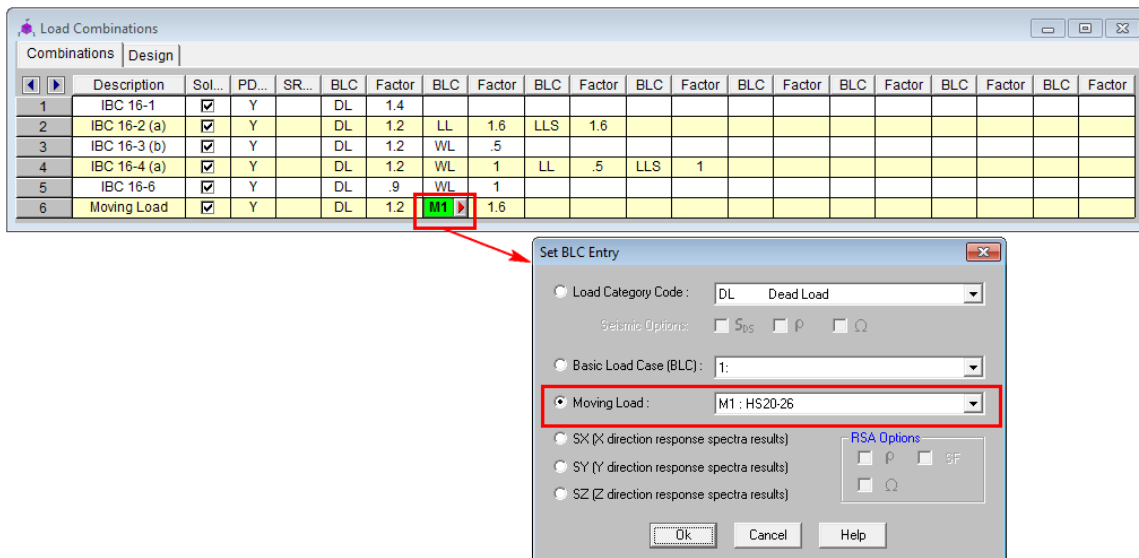 Load Combinations
Combinations Design
Description Sol... PD... SR... BLC Factor BLC Factor BLC Factor BLC Factor BLC Factor BLC Factor BLC Factor BLC Factor
1 IBC 16-1 Y DL 1.4
2 IBC 16-2 (a) Y DL 1.2 LL 1.6 LLS 1.6
3 IBC 16-3 (b) Y DL 1.2 WL .5
4 IBC 16-4 (a) Y DL 1.2 WL 1 LL .5 LLS 1
5 IBC 16-6 Y DL .9 WL 1
6 Moving Load Y DL 1.2 M1 1.6
Set BLC Entry
Load Category Code : DL Dead Load
Seismic Options: SDS ρ Ω
Basic Load Case (BLC) : 1:
Moving Load : M1 : HS20-26
SX (X direction response spectra results) RSA Options
ρ SF
SY (Y direction response spectra results)
Ω
SZ (Z direction response spectra results)
Ok Cancel Help